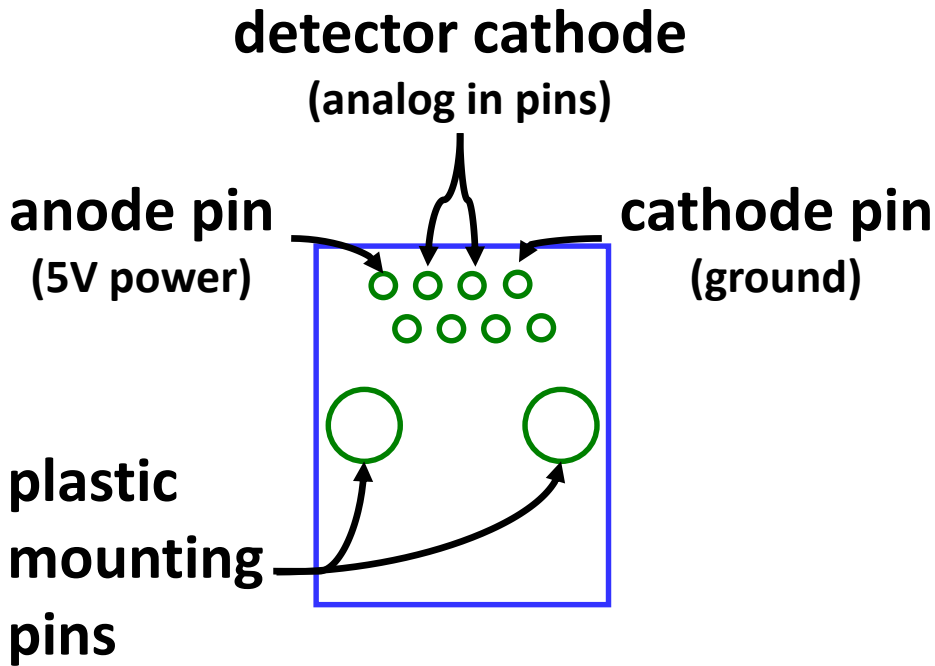 detector cathode
(analog in pins)
anode pin
(5V power)
cathode pin
(ground)
plastic
mounting
pins